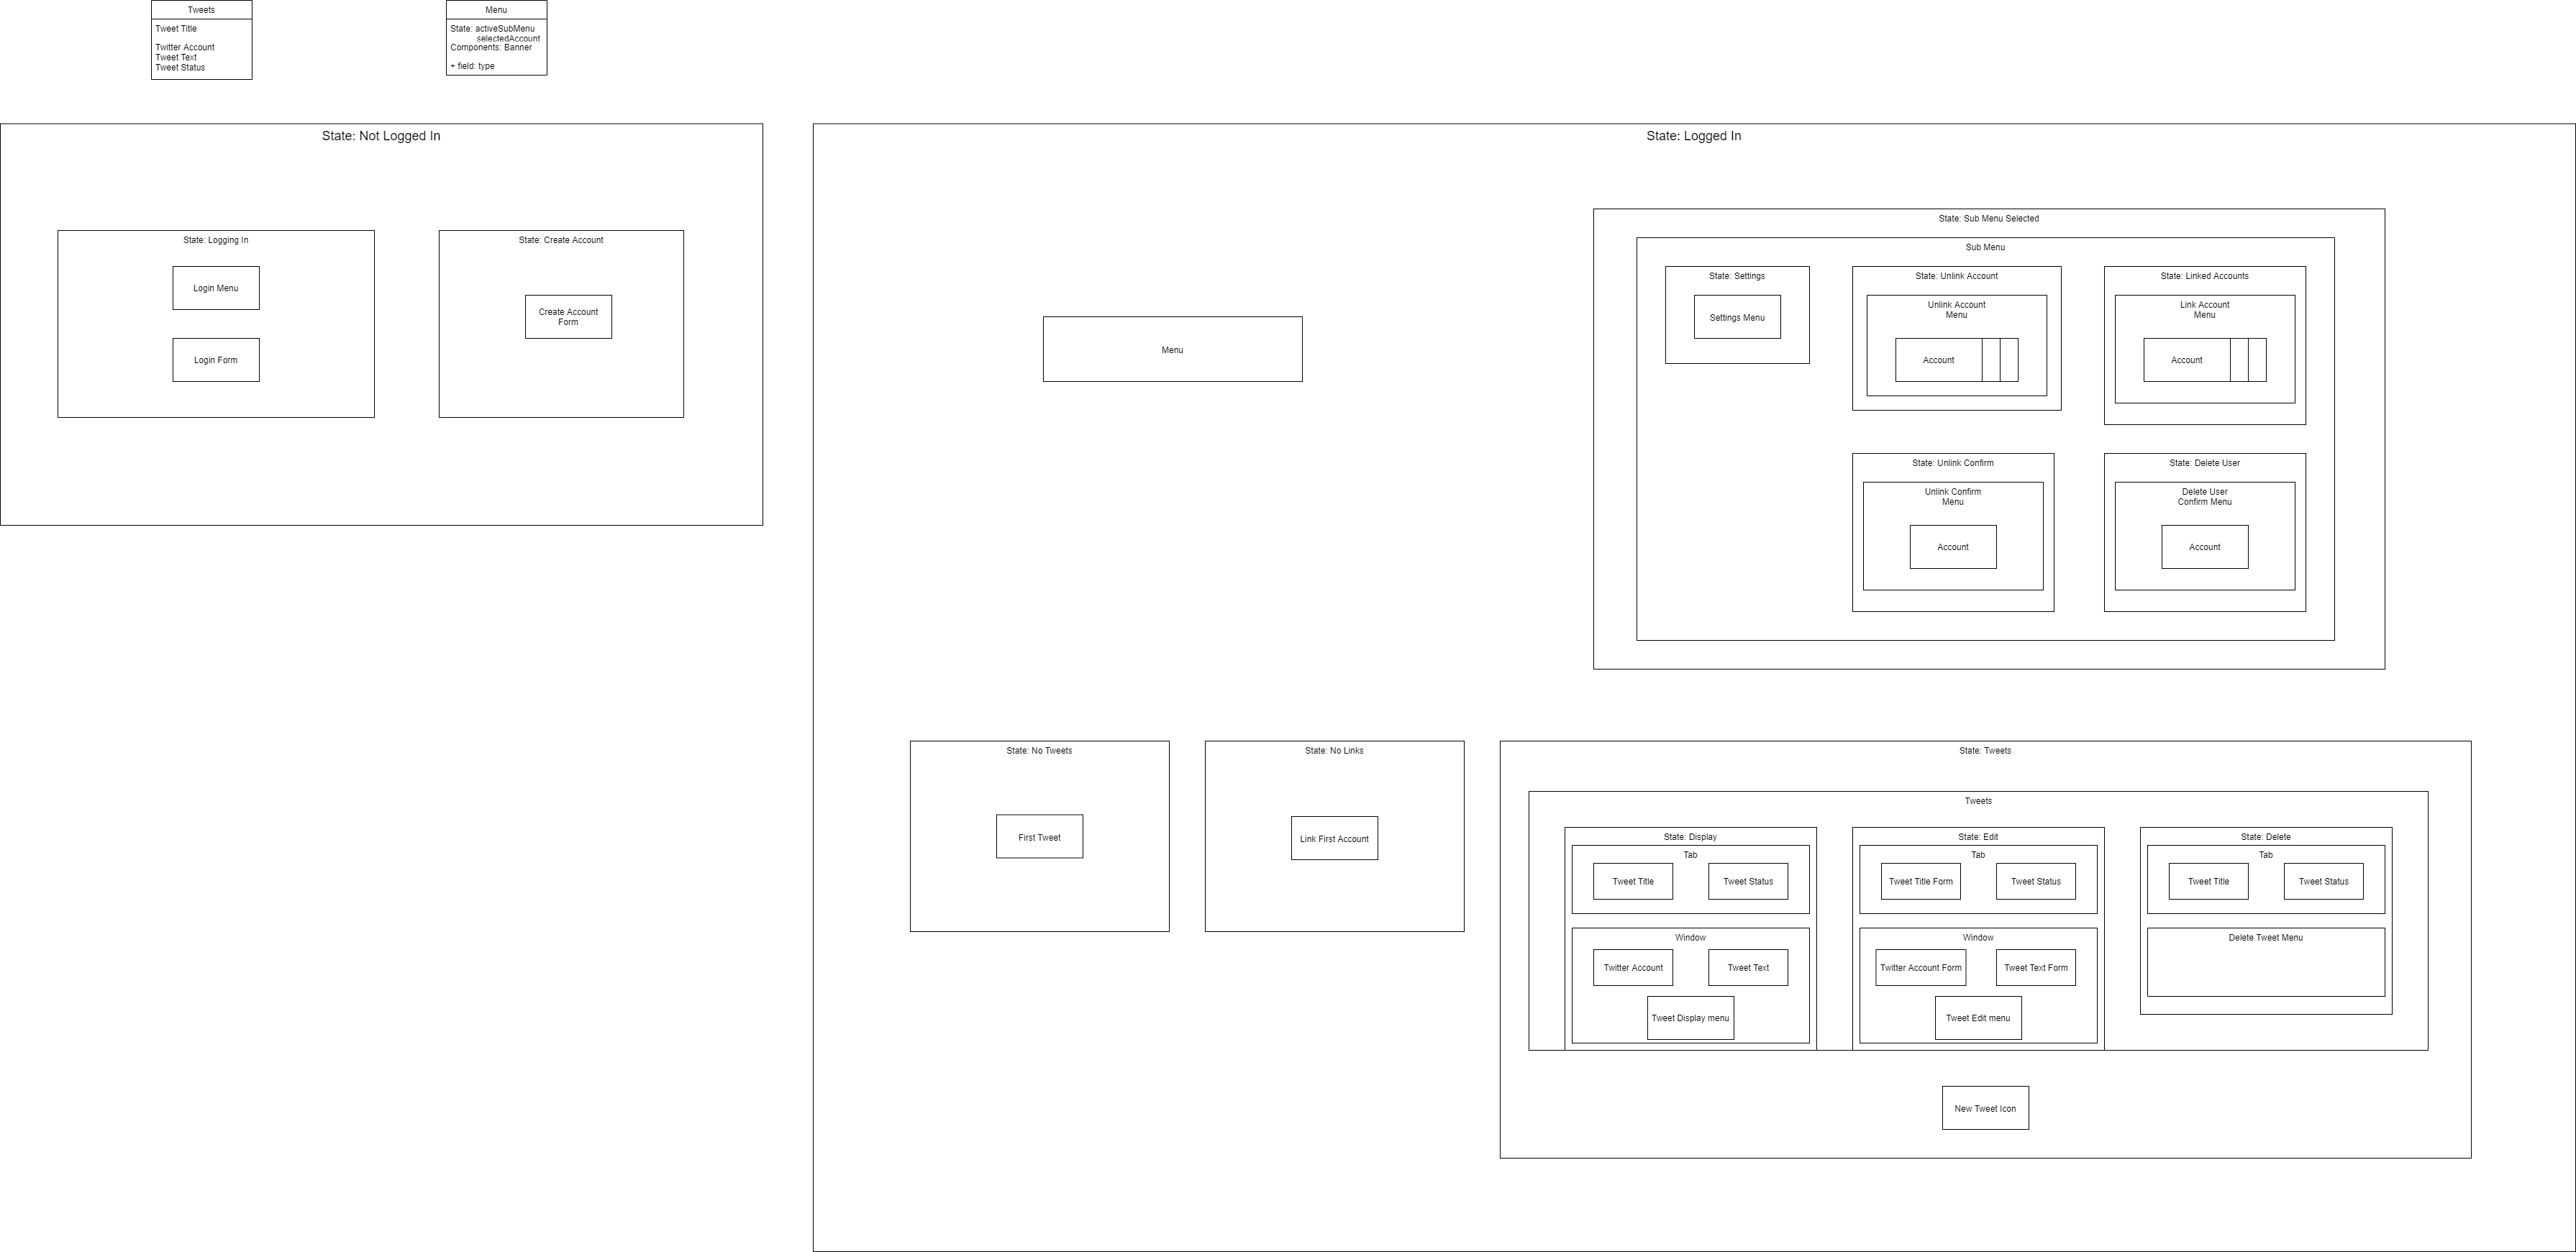 Tweets
Tweet Title
Twitter Account
Tweet Text
Tweet Status
Menu
State: activeSubMenu
selectedAccount
Components: Banner
+ field: type
State: Not Logged In
State: Logging In
Login Menu
Login Form
State: Create Account
Create Account
Form
State: Logged In
Menu
State: Sub Menu Selected
Sub Menu
State: Settings
Settings Menu
State: Unlink Account
Unlink Account
Menu
Account
State: Linked Accounts
Link Account
Menu
Account
State: Unlink Confirm
Unlink Confirm
Menu
Account
State: Delete User
Delete User
Confirm Menu
Account
State: No Tweets
First Tweet
State: No Links
Link First Account
State: Tweets
Tweets
State: Display
Tab
Tweet Title
Tweet Status
Window
Twitter Account
Tweet Text
Tweet Display menu
State: Edit
Tab
Tweet Title Form
Tweet Status
Window
Twitter Account Form
Tweet Text Form
Tweet Edit menu
State: Delete
Tab
Tweet Title
Tweet Status
Delete Tweet Menu
New Tweet Icon